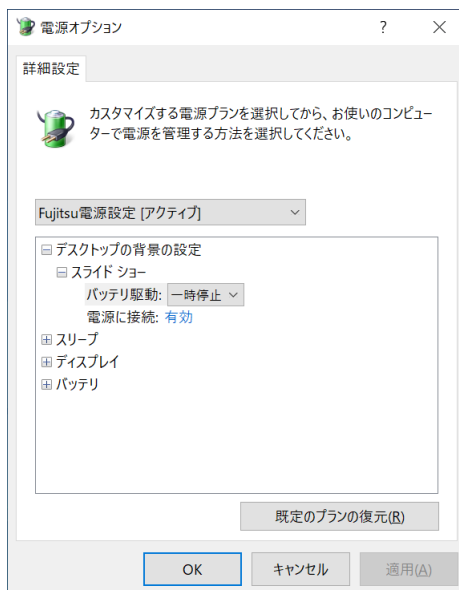 電源オプション
詳細設定
カスタマイズする電源プランを選択してから、お使いのコンピュー
ターで電源を管理する方法を選択してください。
Fujitsu電源設定 [アクティブ]
デスクトップの背景の設定
スライド ショー
バッテリ駆動: 一時停止
電源に接続: 有効
スリープ
ディスプレイ
バッテリ
既定のプランの復元(R)
OK キャンセル 適用(A)